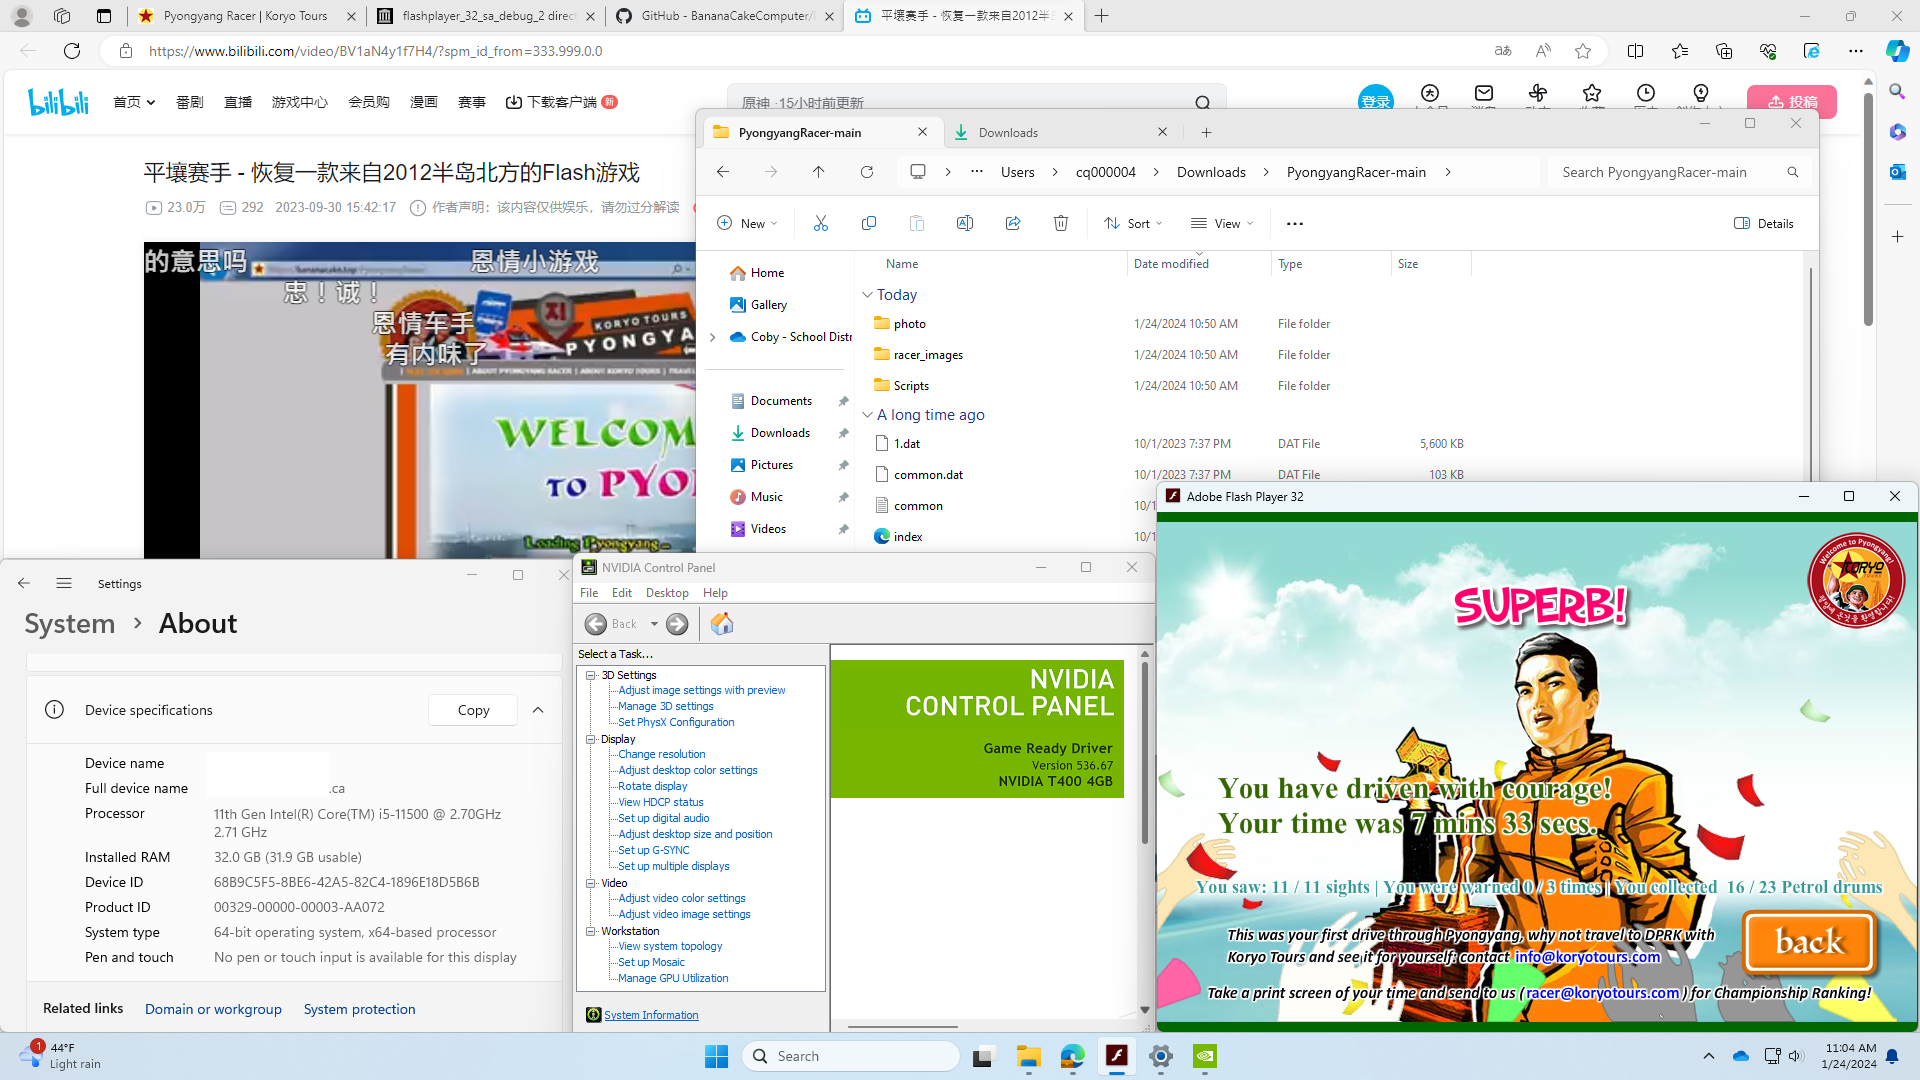 Pyongyang Racer | Koryo Tours
flashplayer_32_sa_debug_2 direct
GitHub - BananaCakeComputer/
平壤赛手 - 恢复一款来自2012半岛
https://www.bilibili.com/video/BV1aN4y1f7H4/?spm_id_from=333.999.0.0
bilibili
首页
番剧
直播
游戏中心
会员购
漫画
赛事
下载客户端
新
原神 ·15小时前更新
登录
投稿
平壤赛手 - 恢复一款来自2012半岛北方的Flash游戏
23.0万 292 2023-09-30 15:42:17 作者声明：该内容仅供娱乐，请勿过分解读
的意思吗
恩情小游戏
忠！诚！
恩情车手
有内味了
KORYO TOURS
PYONGYA
WELCOM
TO PYO
Loading Pyongyang...
PyongyangRacer-main
Downloads
Users > cq000004 > Downloads > PyongyangRacer-main >
Search PyongyangRacer-main
New
Sort
View
Details
Name Date modified Type Size
Home
Gallery
Coby - School Distr
Documents
Downloads
Pictures
Music
Videos
Today
photo 1/24/2024 10:50 AM File folder
racer_images 1/24/2024 10:50 AM File folder
Scripts 1/24/2024 10:50 AM File folder
A long time ago
1.dat 10/1/2023 7:37 PM DAT File 5,600 KB
common.dat 10/1/2023 7:37 PM DAT File 103 KB
common 10/1
index 10/1
Settings
System > About
Device specifications
Copy
Device name
Full device name .ca
Processor 11th Gen Intel(R) Core(TM) i5-11500 @ 2.70GHz
2.71 GHz
Installed RAM 32.0 GB (31.9 GB usable)
Device ID 68B9C5F5-8BE6-42A5-82C4-1896E18D5B6B
Product ID 00329-00000-00003-AA072
System type 64-bit operating system, x64-based processor
Pen and touch No pen or touch input is available for this display
Related links Domain or workgroup System protection
NVIDIA Control Panel
File Edit Desktop Help
Back
Select a Task...
3D Settings
Adjust image settings with preview
Manage 3D settings
Set PhysX Configuration
Display
Change resolution
Adjust desktop color settings
Rotate display
View HDCP status
Set up digital audio
Adjust desktop size and position
Set up G-SYNC
Set up multiple displays
Video
Adjust video color settings
Adjust video image settings
Workstation
View system topology
Set up Mosaic
Manage GPU Utilization
System Information
NVIDIA
CONTROL PANEL
Game Ready Driver
Version 536.67
NVIDIA T400 4GB
Adobe Flash Player 32
Welcome to Pyongyang!
KORYO
TOURS
SUPERB!
You have driven with courage!
Your time was 7 mins 33 secs.
You saw: 11 / 11 sights | You were warned 0 / 3 times | You collected 16 / 23 Petrol drums
This was your first drive through Pyongyang, why not travel to DPRK with
Koryo Tours and see it for yourself: contact info@koryotours.com
back
Take a print screen of your time and send to us ( racer@koryotours.com ) for Championship Ranking!
1
44°F
Light rain
Search
11:04 AM
1/24/2024